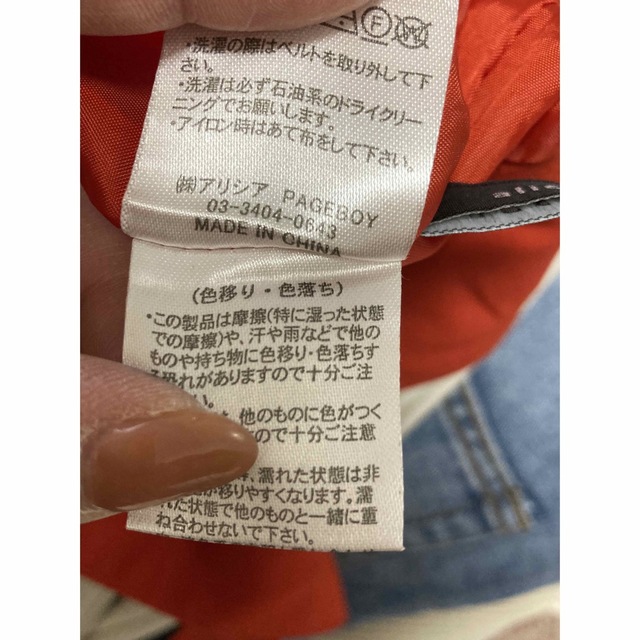 ・洗濯の際はベルトを取り外して下
さい。
・洗濯は必ず石油系のドライクリー
ニングでお願いします。
・アイロン時はあて布をして下さい。
㈱アリシア PAGEBOY
03-3404-0643
MADE IN CHINA
(色移り・色落ち)
・この製品は摩擦(特に湿った状態
での摩擦)や、汗や雨などで他の
ものや持ち物に色移り・色落ちす
る恐れがありますので十分ご注
い。
、他のものに色がつく
ので十分ご注意
濡れた状態は非
が移りやすくなります。濡
れた状態で他のものと一緒に重
ね合わせないで下さい。